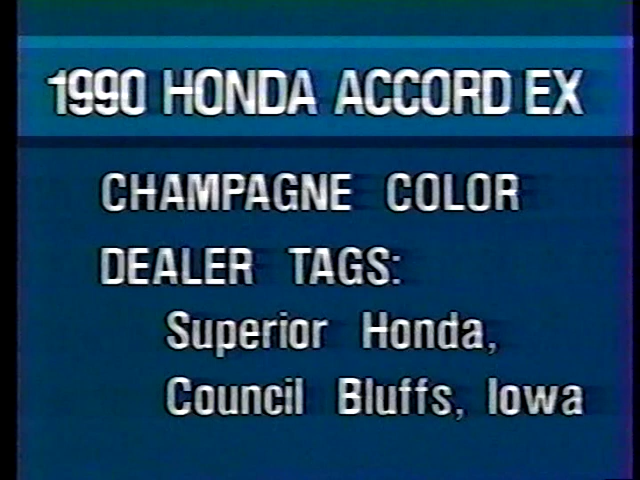 1990 HONDA ACCORD EX
CHAMPAGNE COLOR
DEALER TAGS:
Superior Honda,
Council Bluffs, Iowa